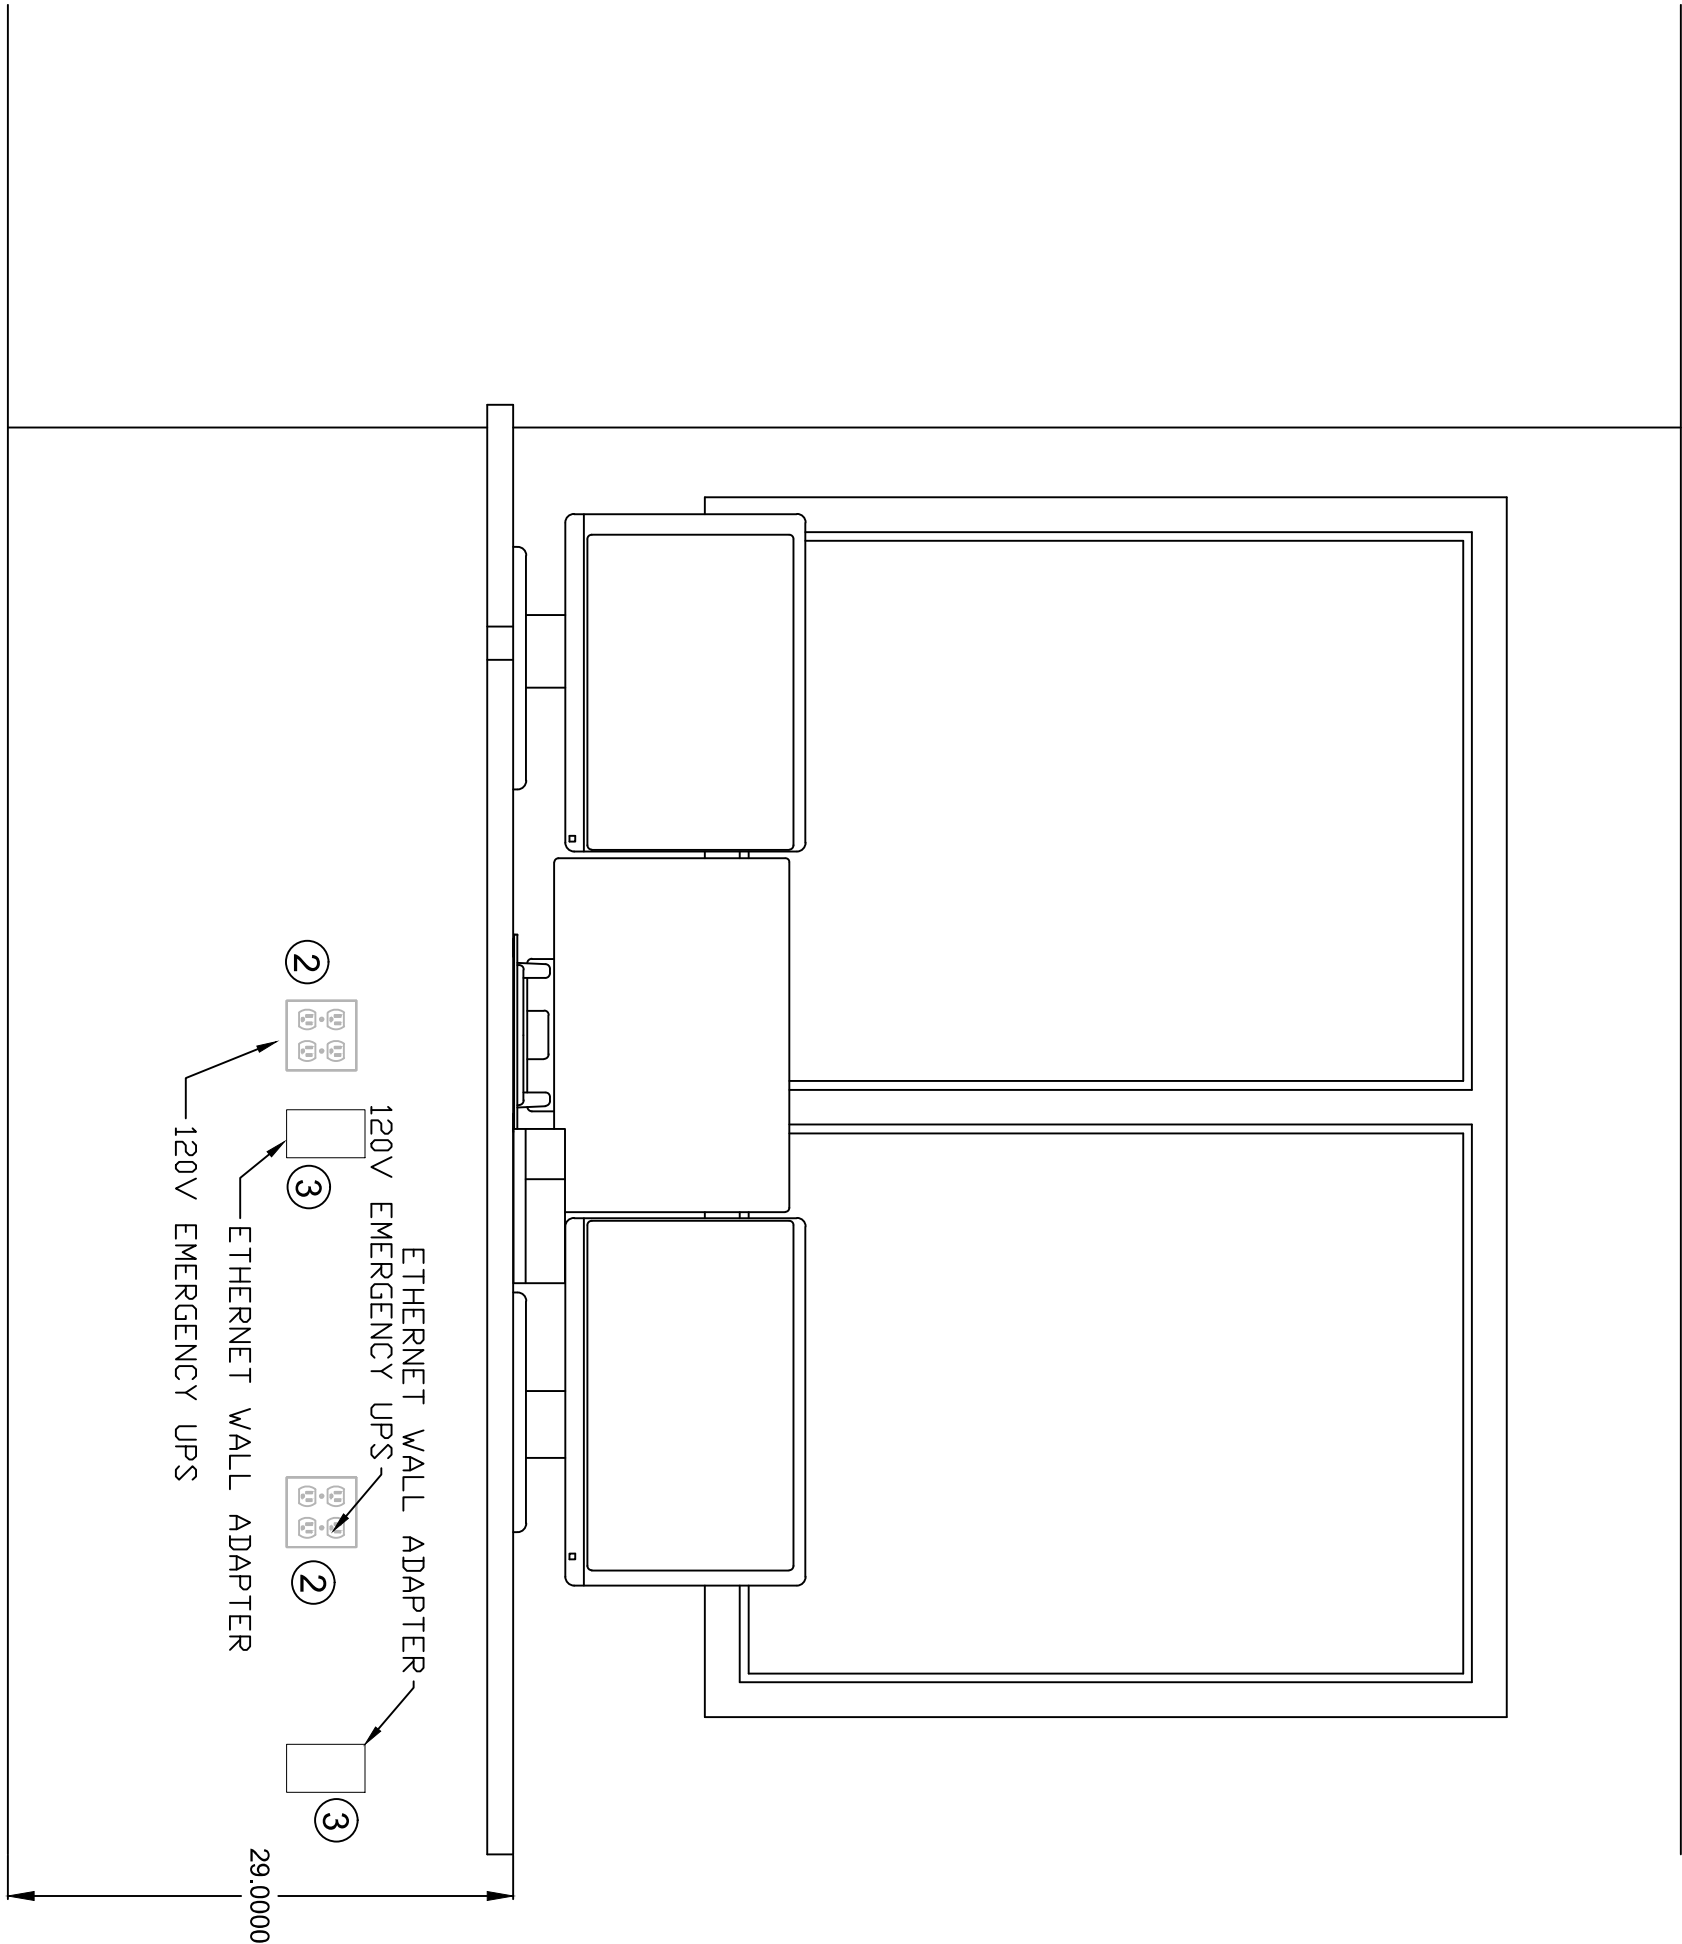 ETHERNET WALL ADAPTER
120V EMERGENCY UPS
2
3
2
3
29.0000
ETHERNET WALL ADAPTER
120V EMERGENCY UPS